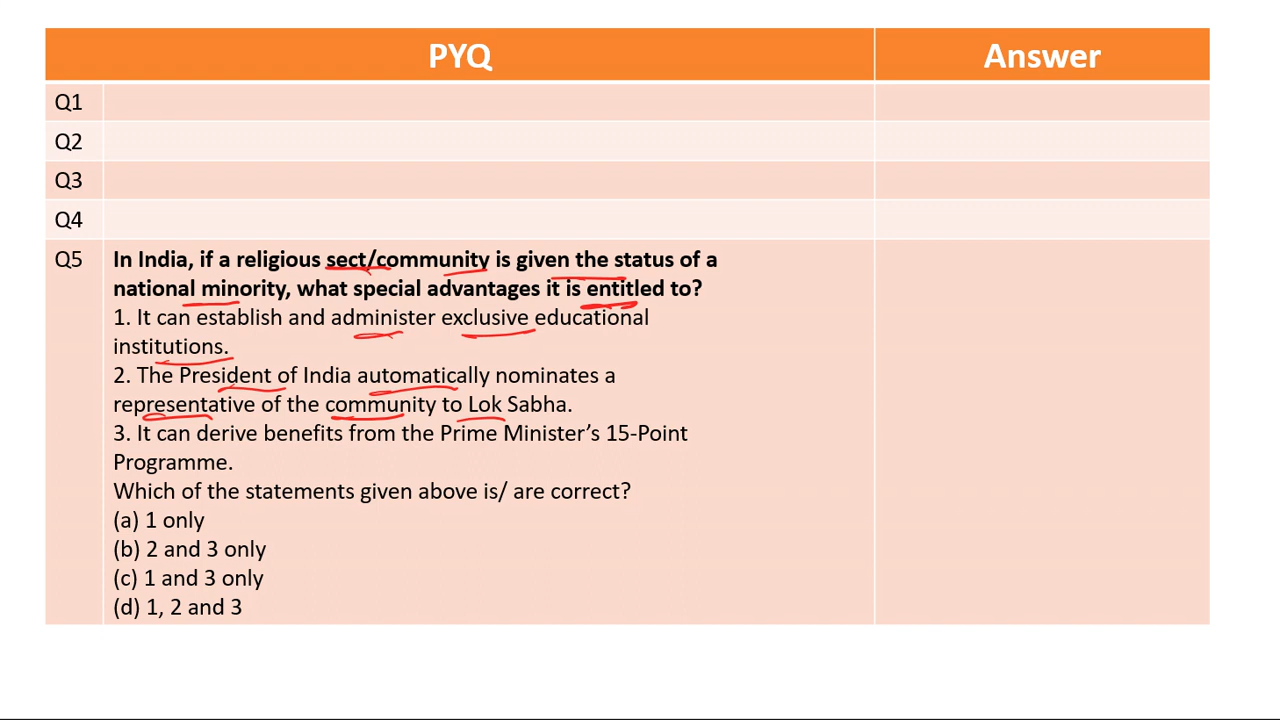 PYQ Answer
Q1
Q2
Q3
Q4
Q5 In India, if a religious sect/community is given the status of a
national minority, what special advantages it is entitled to?
1. It can establish and administer exclusive educational
institutions.
2. The President of India automatically nominates a
representative of the community to Lok Sabha.
3. It can derive benefits from the Prime Minister’s 15-Point
Programme.
Which of the statements given above is/ are correct?
(a) 1 only
(b) 2 and 3 only
(c) 1 and 3 only
(d) 1, 2 and 3